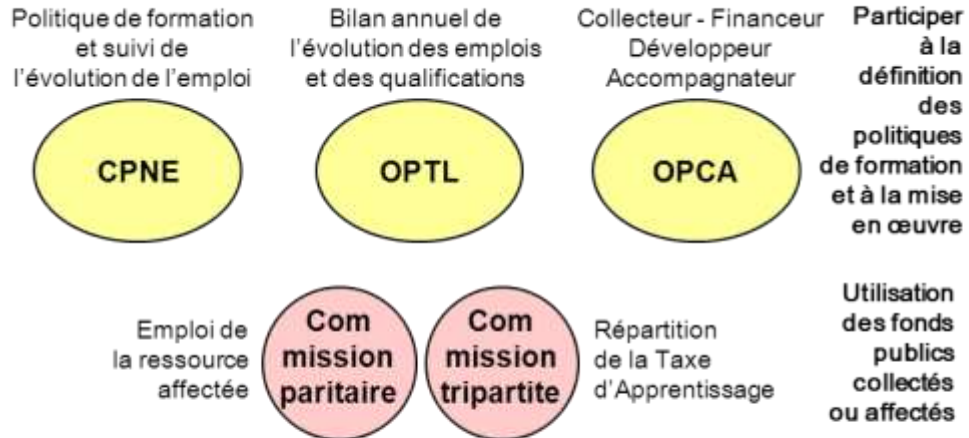 Politique de formation
et suivi de
l'évolution de l'emploi
CPNE
Bilan annuel de
l'évolution des emplois
et des qualifications
OPTL
Collecteur - Financeur
Développeur
Accompagnateur
OPCA
Participer
à la
définition
des
politiques
de formation
et à la mise
en œuvre
Emploi de
la ressource
affectée
Com
mission
paritaire
Com
mission
tripartite
Répartition
de la Taxe
d'Apprentissage
Utilisation
des fonds
publics
collectés
ou affectés